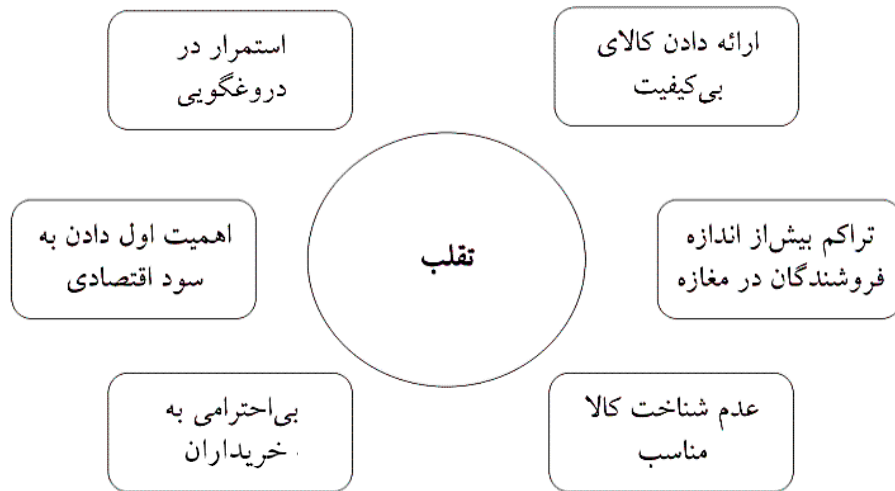 ارائه دادن کالای
بی‌کیفیت
استمرار در
دروغگویی
تراکم بیش‌از اندازه
فروشندگان در مغازه
تقلب
اهمیت اول دادن به
سود اقتصادی
عدم شناخت کالا
مناسب
بی‌احترامی به
خریداران